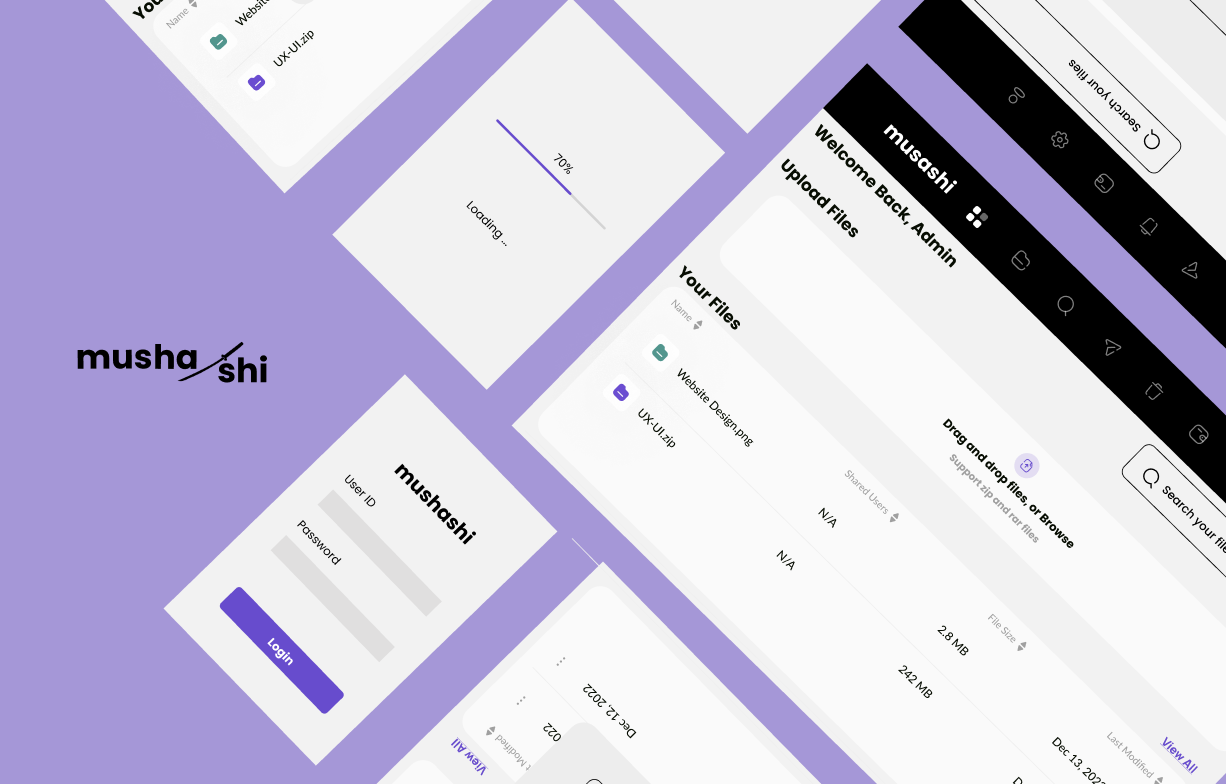 You
Name
Website
UX-UI.zip
70%
Loading ...
musha shi
mushashi
User ID
Password
Login
musashi
Welcome Back, Admin
Upload Files
Drag and drop files, or Browse
Support zip and rar files
Search your files
Your Files
View All
Name
Shared Users
File Size
Last Modified
Website Design.png
N/A
2.8 MB
Dec 13, 202
UX-UI.zip
N/A
242 MB
D
Search your file
View All
t Modified
Dec 12, 2022
022